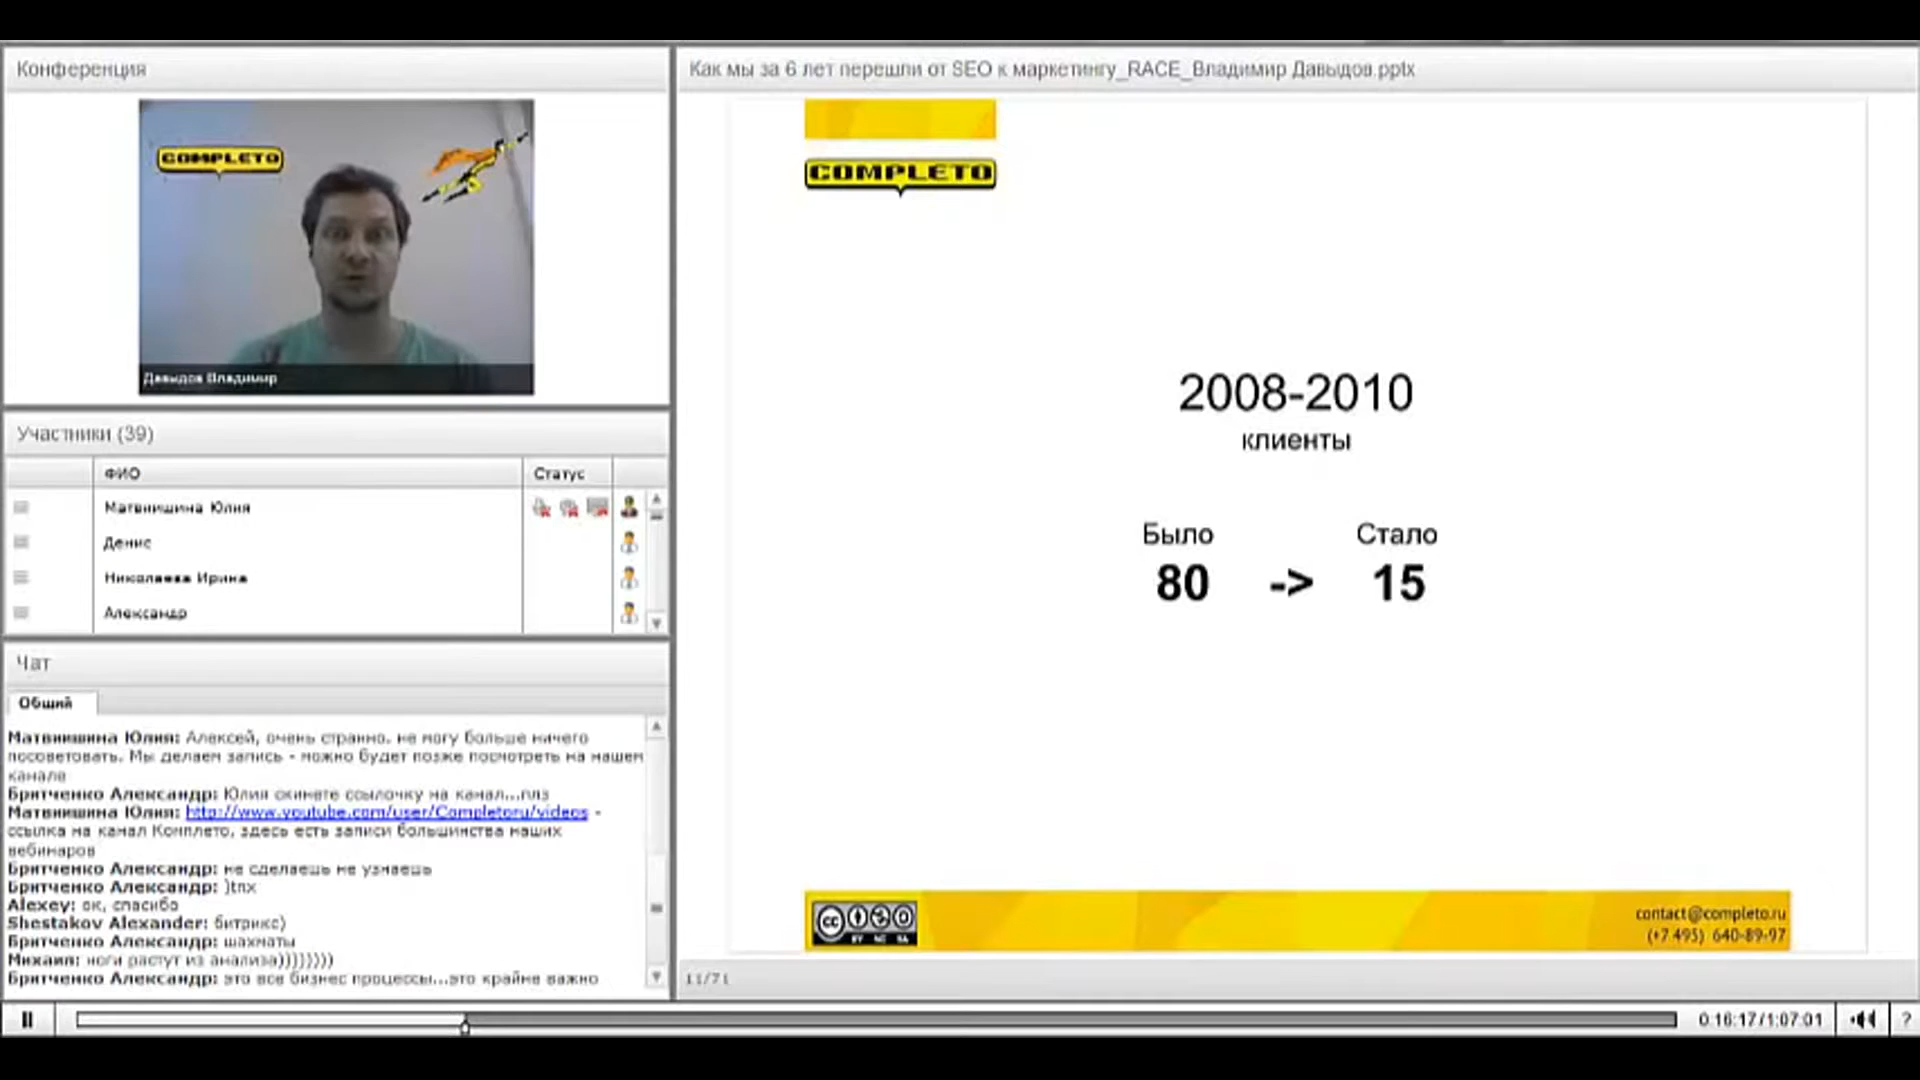 Конференция
COMPLETO
Давыдов Владимир
Участники (39)
ФИО
Статус
Матвиишина Юлия
Денис
Николаева Ирина
Александр
Чат
Общий
Матвиишина Юлия: Алексей, очень странно. не могу больше ничего
посоветовать. Мы делаем запись - можно будет позже посмотреть на нашем
канале
Бритченко Александр: Юлия скинете ссылочку на канал...плз
Матвиишина Юлия: http://www.youtube.com/user/Completoru/videos -
ссылка на канал Комплето, здесь есть записи большинства наших
вебинаров
Бритченко Александр: не сделаешь не узнаешь
Бритченко Александр: )tnx
Alexey: ок, спасибо
Shestakov Alexander: битрикс)
Бритченко Александр: шахматы
Михаил: ноги растут из анализа))))))))
Бритченко Александр: это все бизнес процессы...это крайне важно
Как мы за 6 лет перешли от SEO к маркетингу_RACE_Владимир Давыдов.pptx
COMPLETO
2008-2010
клиенты
Было Стало
80 -> 15
cc BY NC SA
contact@completo.ru
(+7 495) 640-89-97
11/71
0:16:17/1:07:01
?